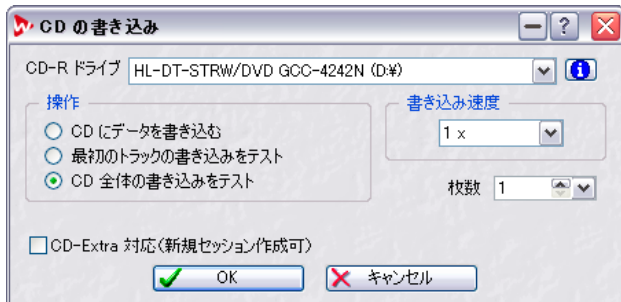 CD の書き込み
CD-R ドライブ HL-DT-STRW/DVD GCC-4242N (D:¥)
操作
CD にデータを書き込む
最初のトラックの書き込みをテスト
CD 全体の書き込みをテスト
書き込み速度
1 x
枚数 1
CD-Extra 対応(新規セッション作成可)
OK キャンセル